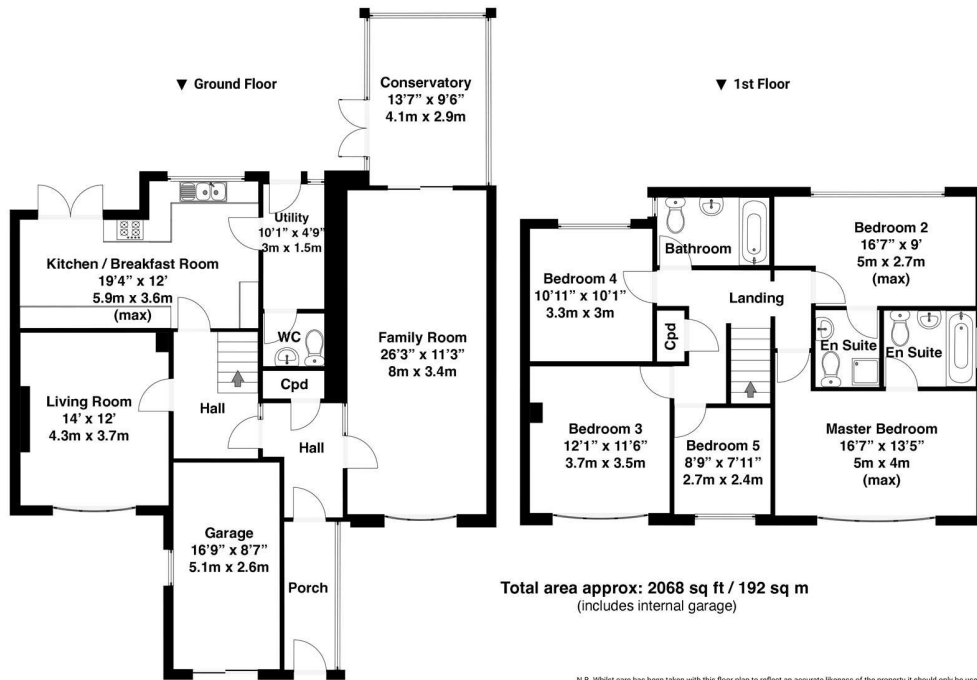 ▼ Ground Floor
Conservatory
13’7” x 9’6”
4.1m x 2.9m
Utility
10’1” x 4’9”
3m x 1.5m
Kitchen / Breakfast Room
19’4” x 12’
5.9m x 3.6m
(max)
WC
Cpd
Family Room
26’3” x 11’3”
8m x 3.4m
Living Room
14’ x 12’
4.3m x 3.7m
Hall
Hall
Garage
16’9” x 8’7”
5.1m x 2.6m
Porch
▼ 1st Floor
Bathroom
Bedroom 2
16’7” x 9’
5m x 2.7m
(max)
Bedroom 4
10’11” x 10’1”
3.3m x 3m
Landing
Cpd
En Suite
En Suite
Bedroom 3
12’1” x 11’6”
3.7m x 3.5m
Bedroom 5
8’9” x 7’11”
2.7m x 2.4m
Master Bedroom
16’7” x 13’5”
5m x 4m
(max)
Total area approx: 2068 sq ft / 192 sq m
(includes internal garage)